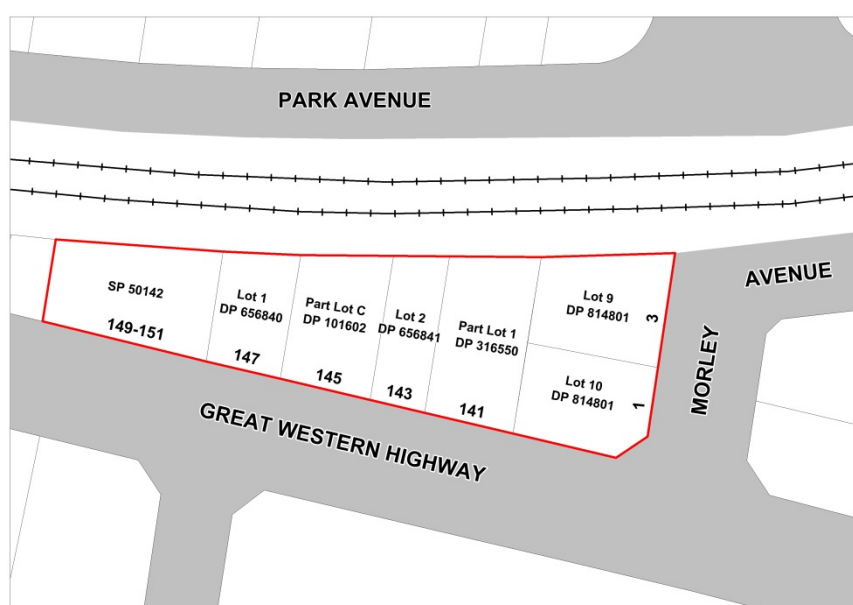 PARK AVENUE
AVENUE
MORLEY
SP 50142
149-151
Lot 1
DP 656840
147
Part Lot C
DP 101602
145
Lot 2
DP 656841
143
Part Lot 1
DP 316550
141
Lot 9
DP 814801
3
Lot 10
DP 814801
1
GREAT WESTERN HIGHWAY